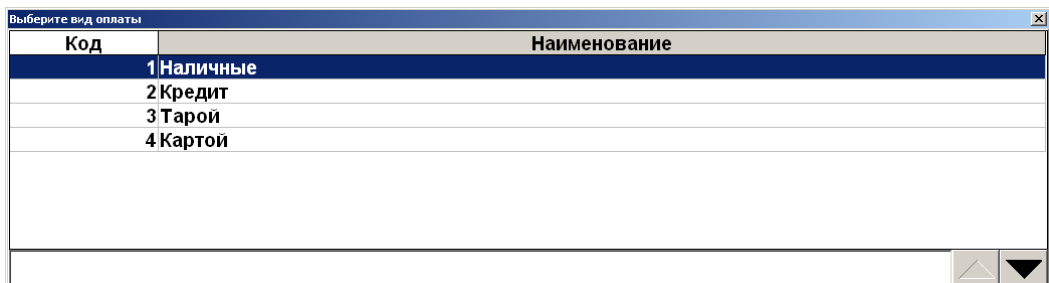 Выберите вид оплаты
Код Наименование
1 Наличные
2 Кредит
3 Тарой
4 Картой